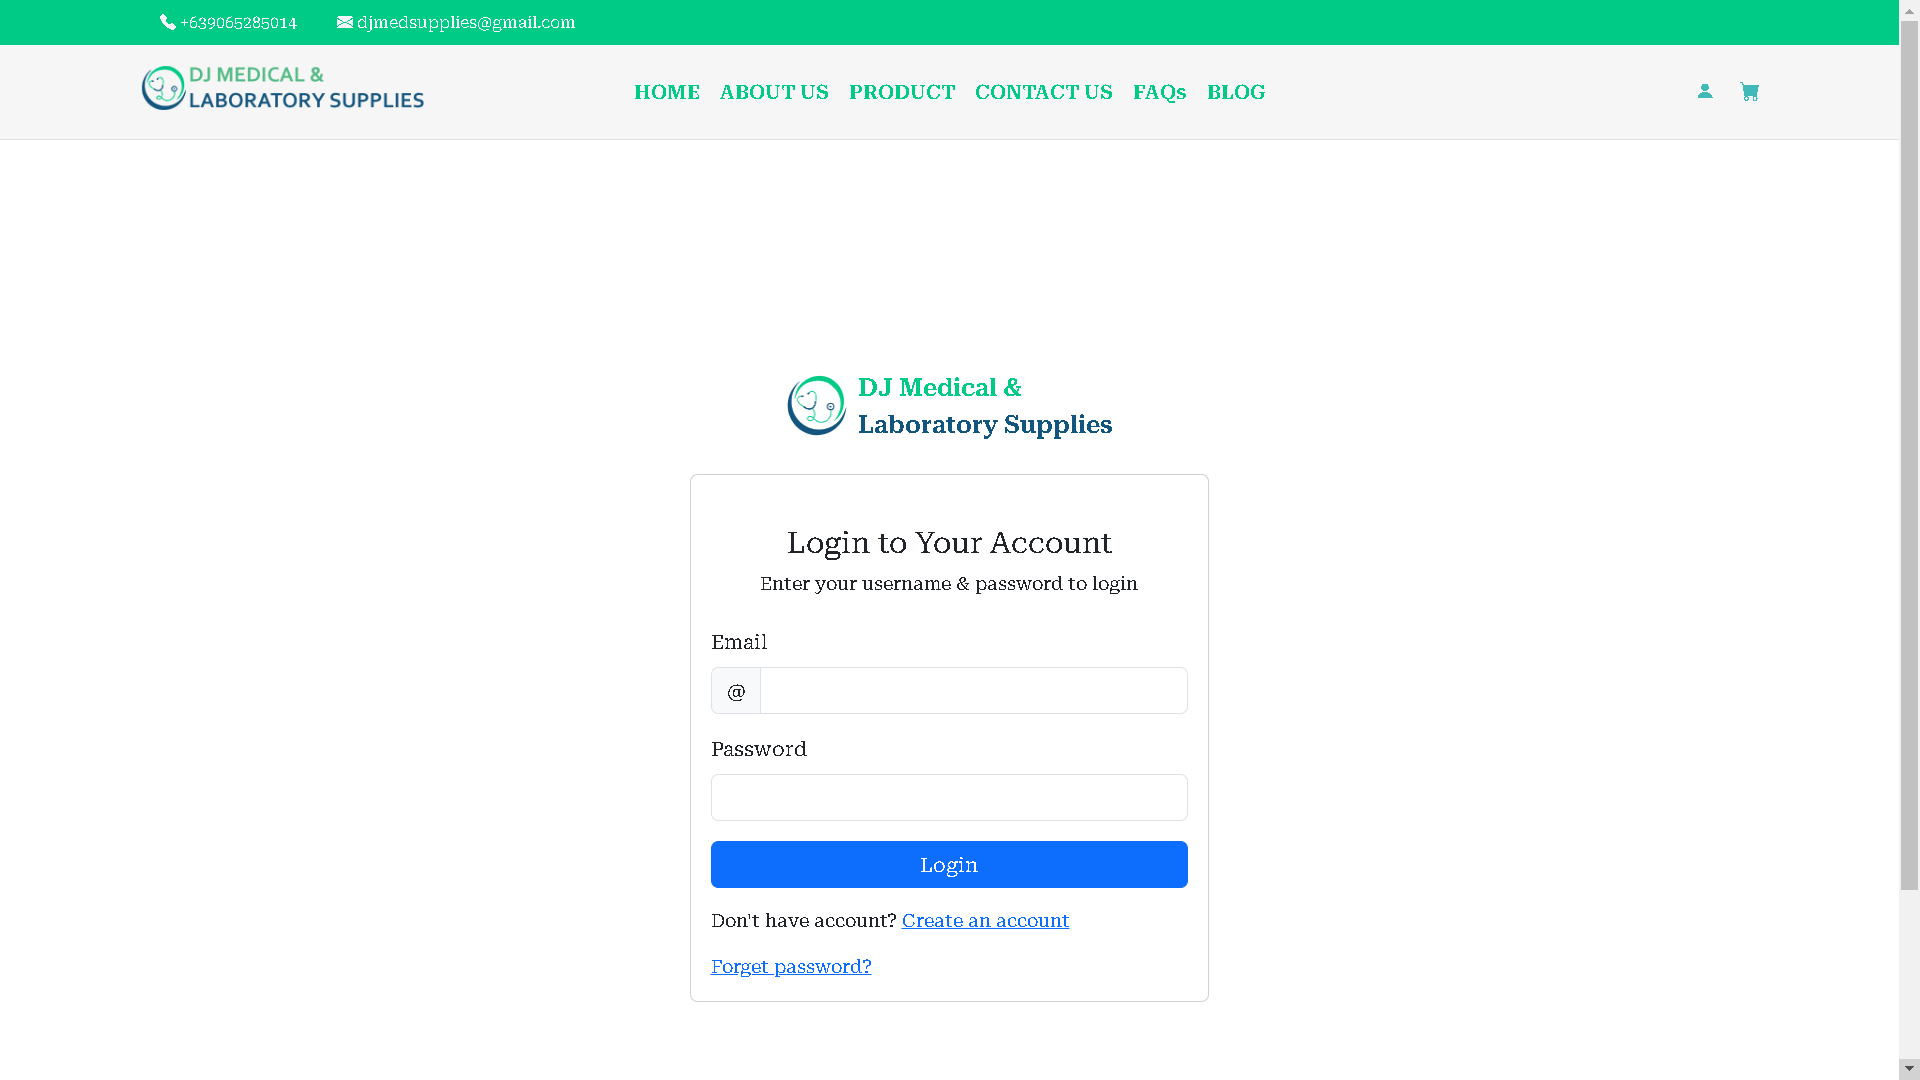 +639065285014 djmedsupplies@gmail.com
DJ MEDICAL &
LABORATORY SUPPLIES
HOME ABOUT US PRODUCT CONTACT US FAQs BLOG
DJ Medical &
Laboratory Supplies
Login to Your Account
Enter your username & password to login
Email
@
Password
Login
Don't have account? Create an account
Forget password?